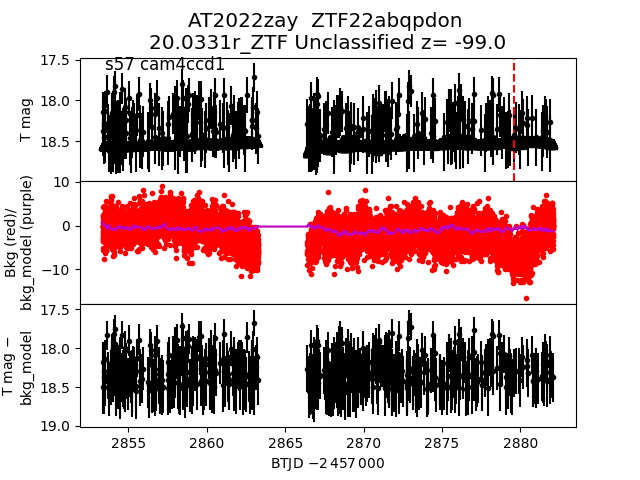 AT2022zay  ZTF22abqpdon
20.0331r_ZTF Unclassified z= -99.0
s57 cam4ccd1
17.5
18.0
18.5
T mag
10
0
−10
Bkg (red)/
bkg_model (purple)
17.5
18.0
18.5
19.0
T mag −
bkg_model
2855
2860
2865
2870
2875
2880
BTJD −2 457 000